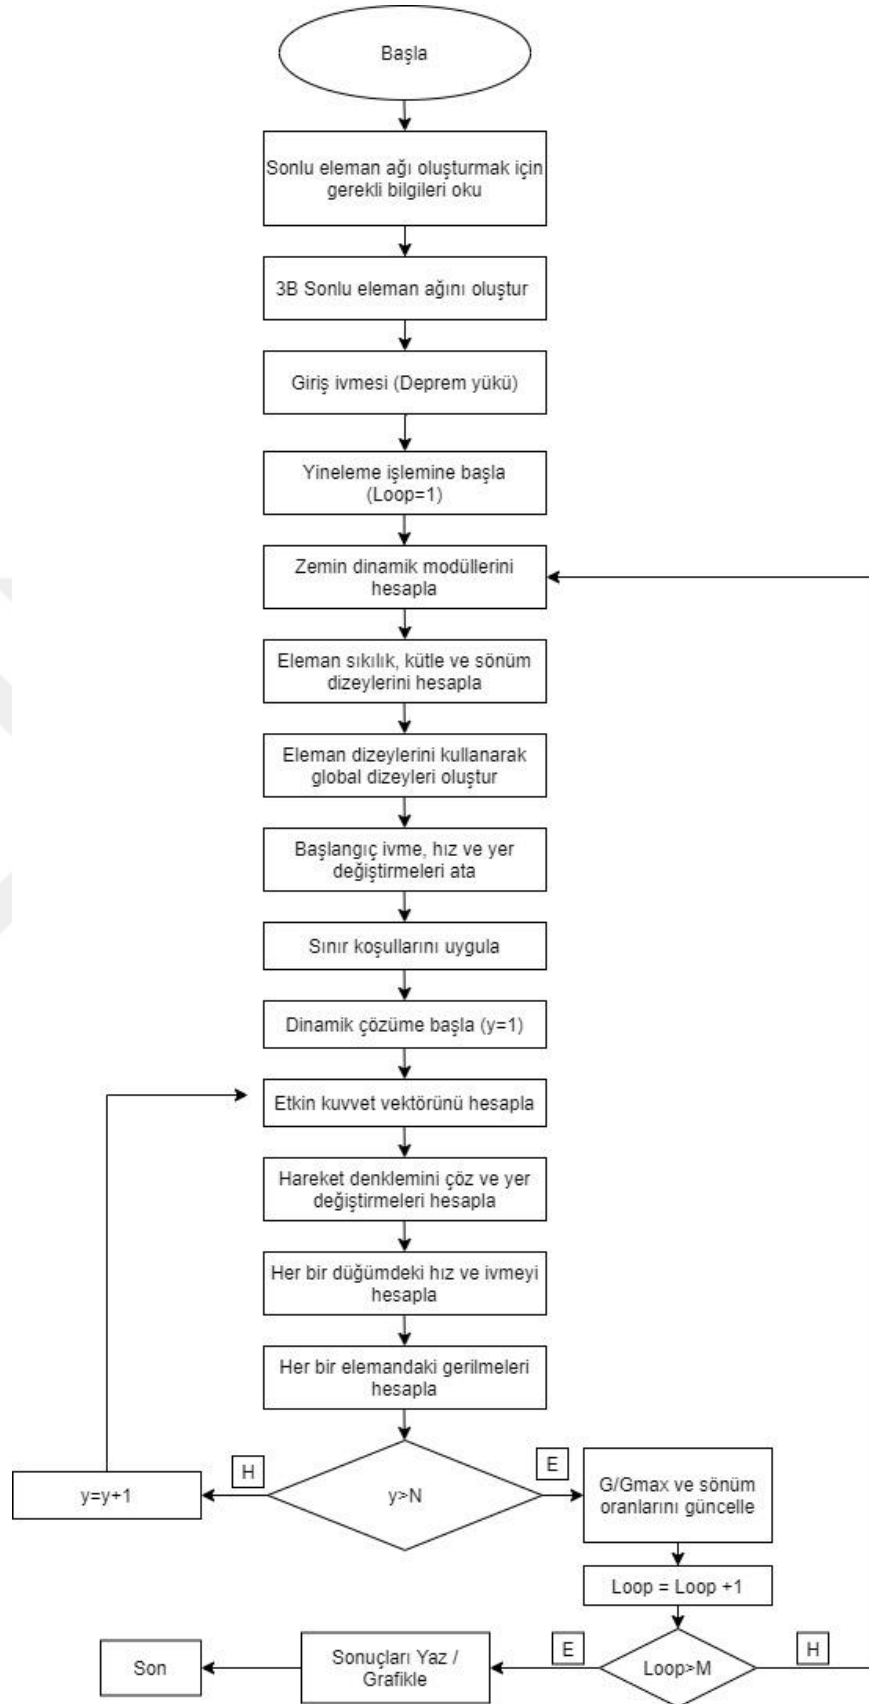 Başla
Sonlu eleman ağı oluşturmak için
gerekli bilgileri oku
3B Sonlu eleman ağını oluştur
Giriş ivmesi (Deprem yükü)
Yineleme işlemine başla
(Loop=1)
Zemin dinamik modüllerini
hesapla
Eleman sıkılık, kütle ve sönüm
dizeylerini hesapla
Eleman dizeylerini kullanarak
global dizeyleri oluştur
Başlangıç ivme, hız ve yer
değiştirmeleri ata
Sınır koşullarını uygula
Dinamik çözüme başla (y=1)
Etkin kuvvet vektörünü hesapla
Hareket denklemini çöz ve yer
değiştirmeleri hesapla
Her bir düğümdeki hız ve ivmeyi
hesapla
Her bir elemandaki gerilmeleri
hesapla
y=y+1
H
y>N
E
G/Gmax ve sönüm
oranlarını güncelle
Loop = Loop +1
Son
Sonuçları Yaz /
Grafikle
E
Loop>M
H